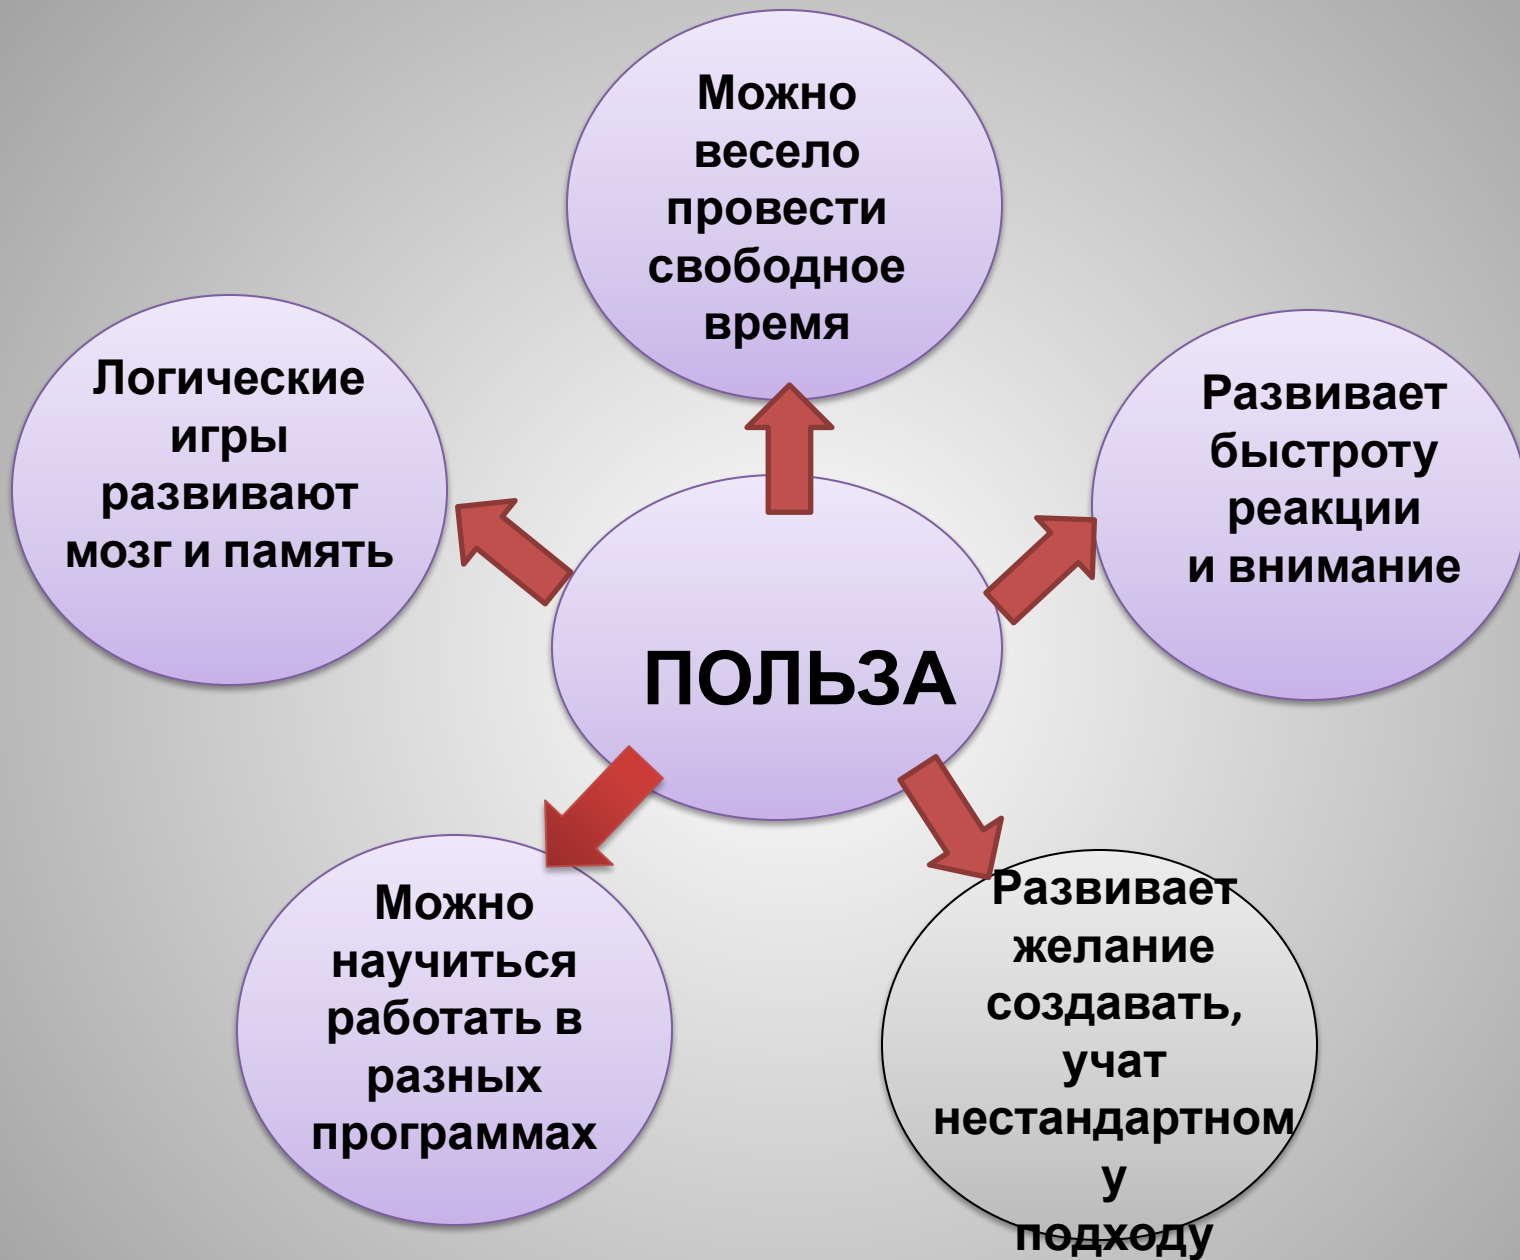 Можно
весело
провести
свободное
время
Логические
игры
развивают
мозг и память
Развивает
быстроту
реакции
и внимание
ПОЛЬЗА
Можно
научиться
работать в
разных
программах
Развивает
желание
создавать,
учат
нестандартном
у
подходу